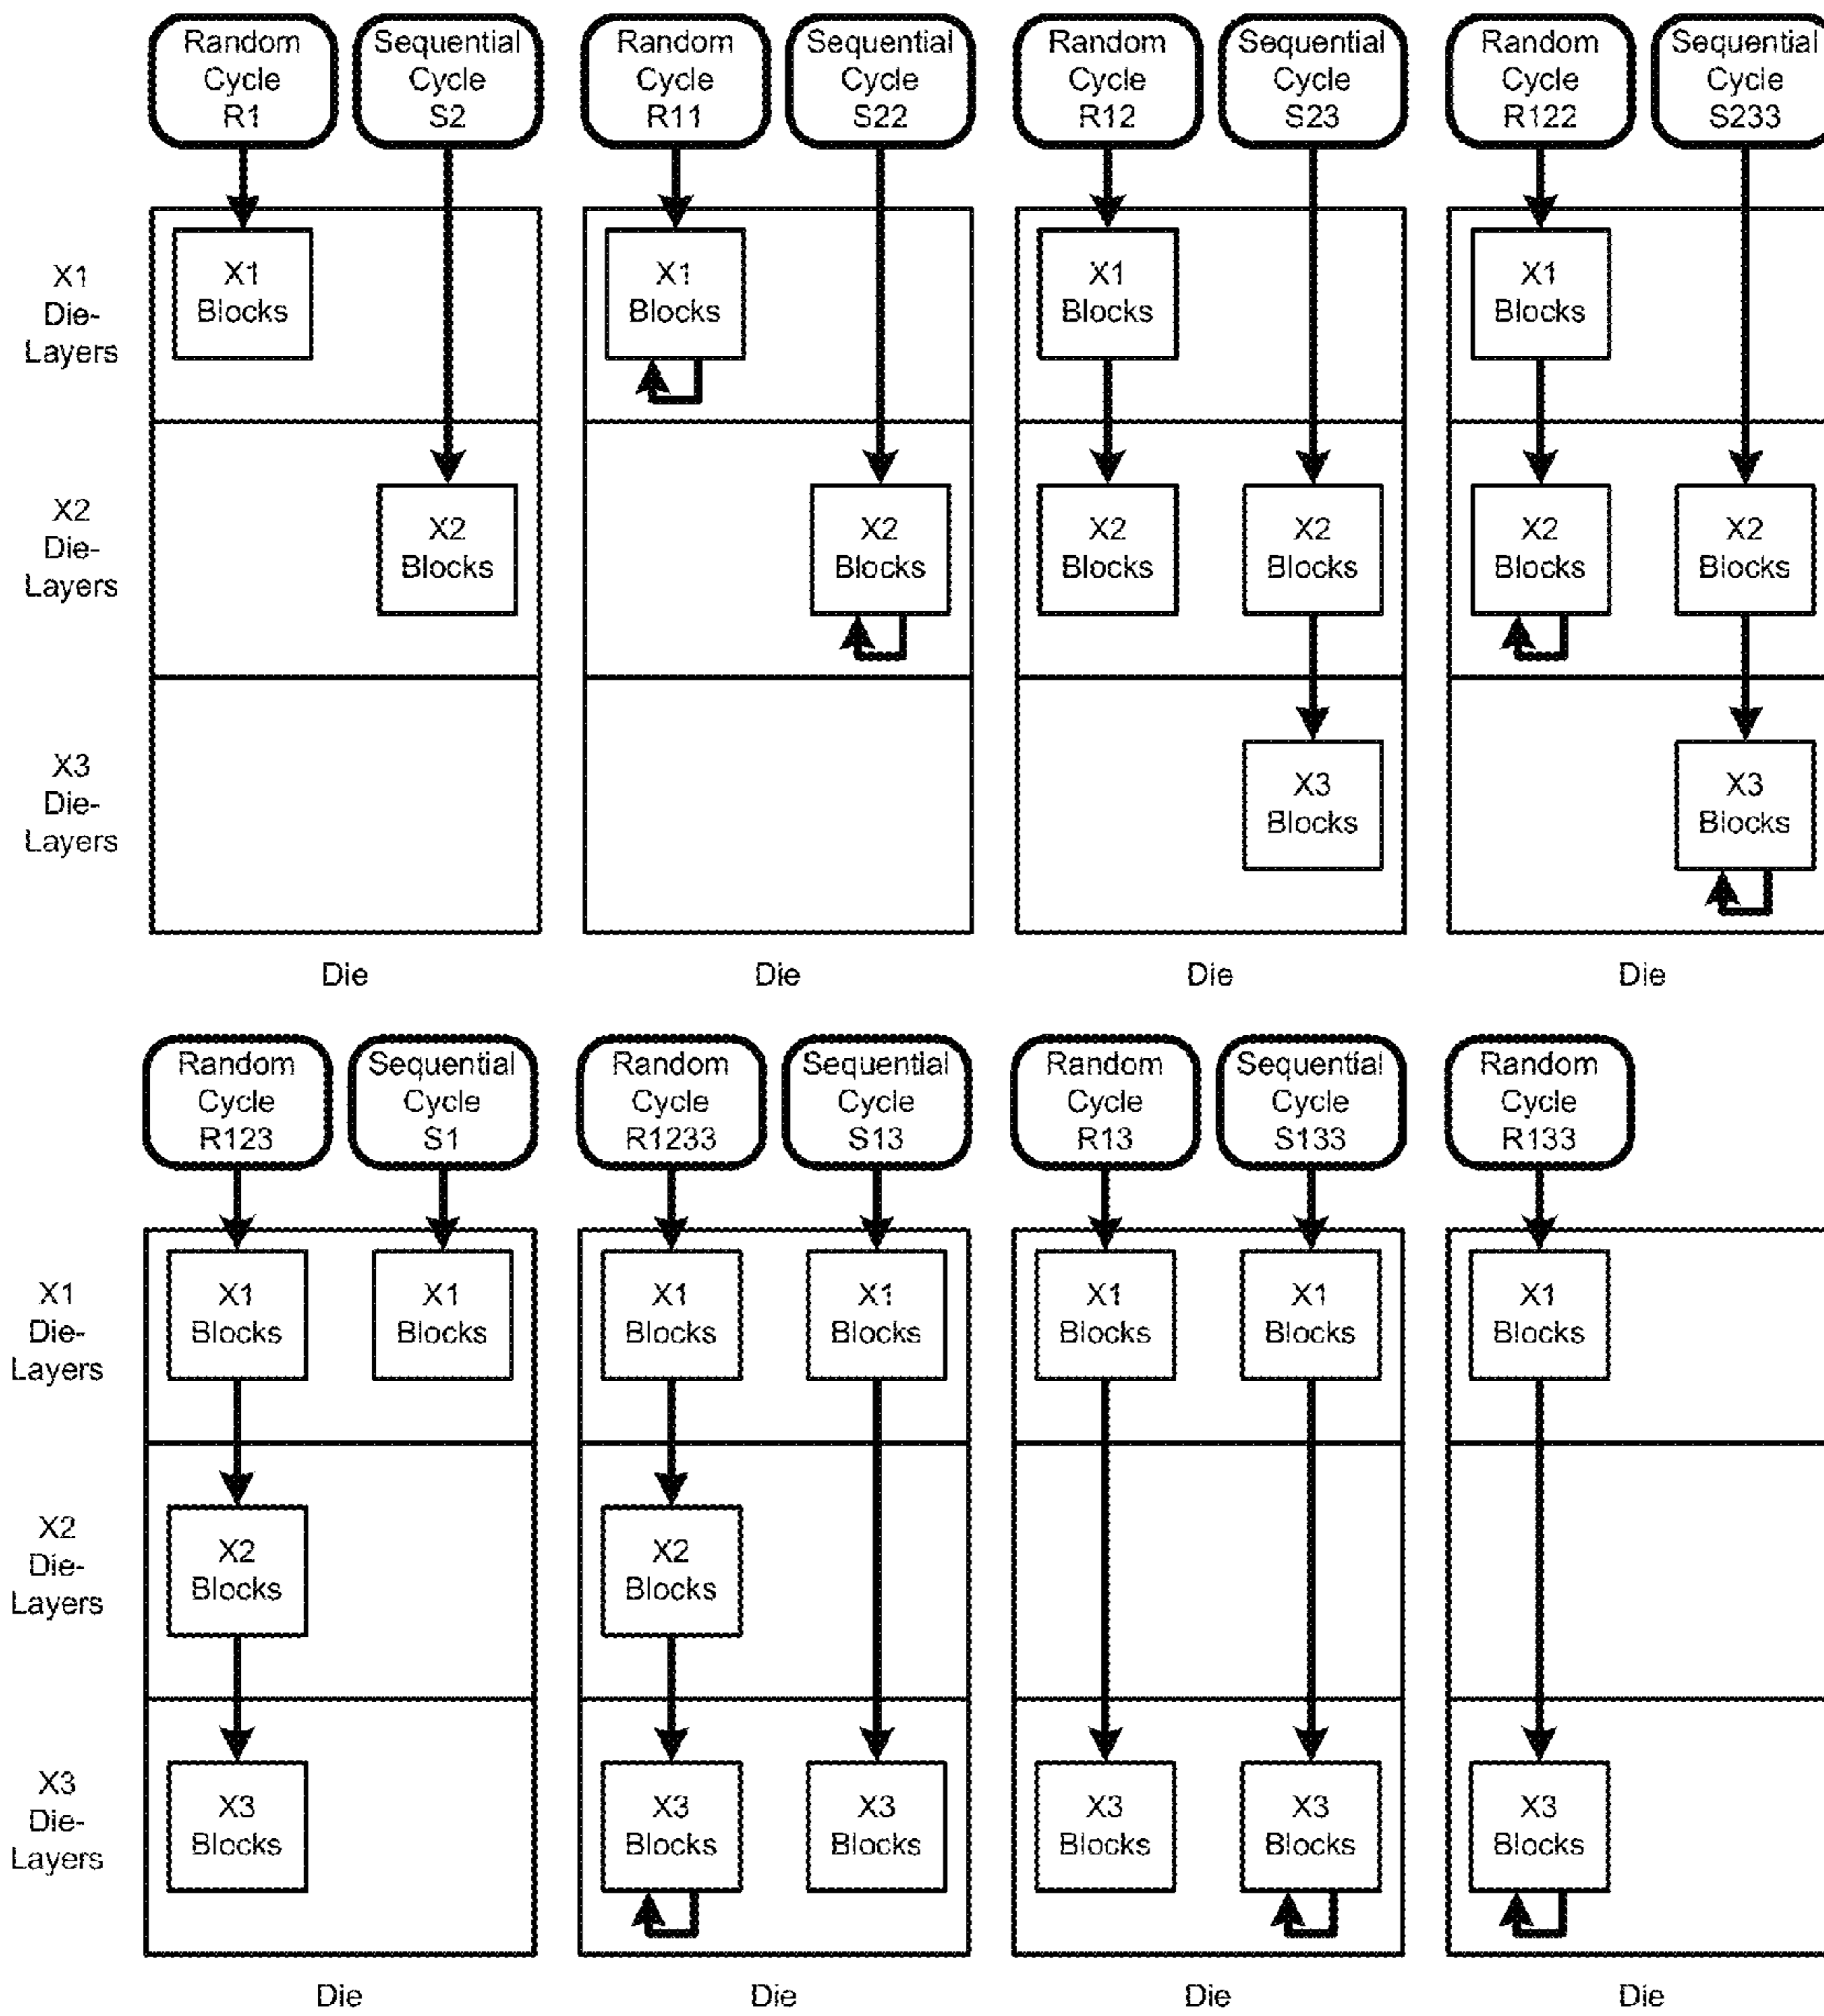 Random
Cycle
R1
Sequential
Cycle
S2
Random
Cycle
R11
Sequential
Cycle
S22
Random
Cycle
R12
Sequential
Cycle
S23
Random
Cycle
R122
Sequential
Cycle
S233
X1
Die-
Layers
X1
Blocks
X1
Blocks
X1
Blocks
X1
Blocks
X2
Die-
Layers
X2
Blocks
X2
Blocks
X2
Blocks
X2
Blocks
X2
Blocks
X2
Blocks
X3
Die-
Layers
X3
Blocks
X3
Blocks
Die
Die
Die
Die
Random
Cycle
R123
Sequential
Cycle
S1
Random
Cycle
R1233
Sequential
Cycle
S13
Random
Cycle
R13
Sequential
Cycle
S133
Random
Cycle
R133
X1
Die-
Layers
X1
Blocks
X1
Blocks
X1
Blocks
X1
Blocks
X1
Blocks
X1
Blocks
X1
Blocks
X2
Die-
Layers
X2
Blocks
X2
Blocks
X3
Die-
Layers
X3
Blocks
X3
Blocks
X3
Blocks
X3
Blocks
X3
Blocks
X3
Blocks
Die
Die
Die
Die